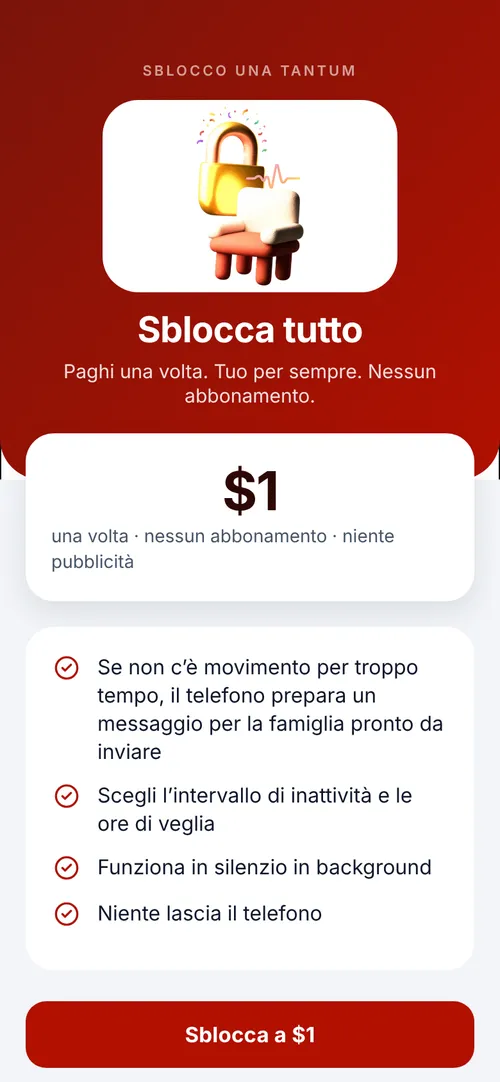 SBLOCCO UNA TANTUM
Sblocca tutto
Paghi una volta. Tuo per sempre. Nessun
abbonamento.
$1
una volta · nessun abbonamento · niente
pubblicità
Se non c’è movimento per troppo
tempo, il telefono prepara un
messaggio per la famiglia pronto da
inviare
Scegli l’intervallo di inattività e le
ore di veglia
Funziona in silenzio in background
Niente lascia il telefono
Sblocca a $1